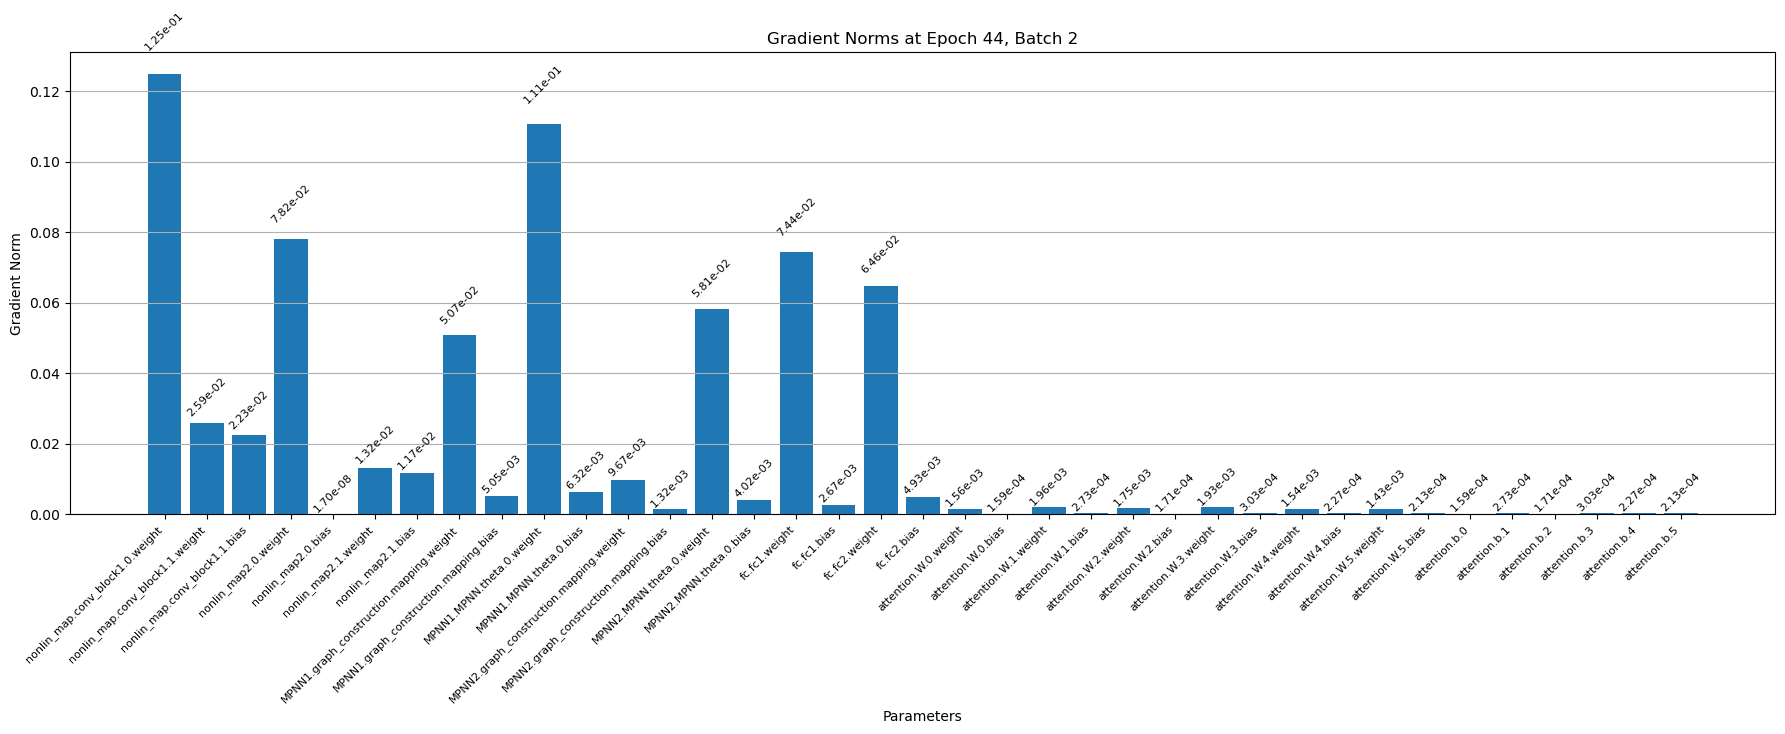 Gradient Norms at Epoch 44, Batch 2
Gradient Norm
0.12
0.10
0.08
0.06
0.04
0.02
0.00
1.25e-01
2.59e-02
2.23e-02
7.82e-02
1.70e-08
1.32e-02
1.17e-02
5.07e-02
5.05e-03
1.11e-01
6.32e-03
9.67e-03
1.32e-03
5.81e-02
4.02e-03
7.44e-02
2.67e-03
6.46e-02
4.93e-03
1.56e-03
1.59e-04
1.96e-03
2.73e-04
1.75e-03
1.71e-04
1.93e-03
3.03e-04
1.54e-03
2.27e-04
1.43e-03
2.13e-04
1.59e-04
2.73e-04
1.71e-04
3.03e-04
2.27e-04
2.13e-04
nonlin_map.conv_block1.0.weight
nonlin_map.conv_block1.1.weight
nonlin_map.conv_block1.1.bias
nonlin_map2.0.weight
nonlin_map2.0.bias
nonlin_map2.1.weight
nonlin_map2.1.bias
MPNN1.graph_construction.mapping.weight
MPNN1.graph_construction.mapping.bias
MPNN1.MPNN.theta.0.weight
MPNN1.MPNN.theta.0.bias
MPNN2.graph_construction.mapping.weight
MPNN2.graph_construction.mapping.bias
MPNN2.MPNN.theta.0.weight
MPNN2.MPNN.theta.0.bias
fc.fc1.weight
fc.fc1.bias
fc.fc2.weight
fc.fc2.bias
attention.W.0.weight
attention.W.0.bias
attention.W.1.weight
attention.W.1.bias
attention.W.2.weight
attention.W.2.bias
attention.W.3.weight
attention.W.3.bias
attention.W.4.weight
attention.W.4.bias
attention.W.5.weight
attention.W.5.bias
attention.b.0
attention.b.1
attention.b.2
attention.b.3
attention.b.4
attention.b.5
Parameters